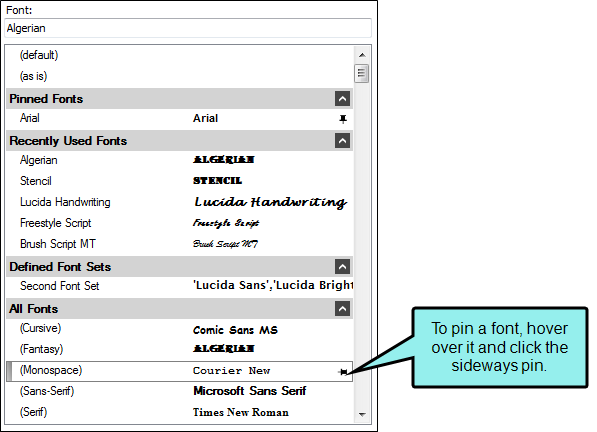 Font:
Algerian
(default)
(as is)
Pinned Fonts
Arial Arial
Recently Used Fonts
Algerian ALGERIAN
Stencil STENCIL
Lucida Handwriting Lucida Handwriting
Freestyle Script Freestyle Script
Brush Script MT Brush Script MT
Defined Font Sets
Second Font Set 'Lucida Sans','Lucida Bright
All Fonts
(Cursive) Comic Sans MS
(Fantasy) ALGERIAN
(Monospace) Courier New
(Sans-Serif) Microsoft Sans Serif
(Serif) Times New Roman
To pin a font, hover
over it and click the
sideways pin.